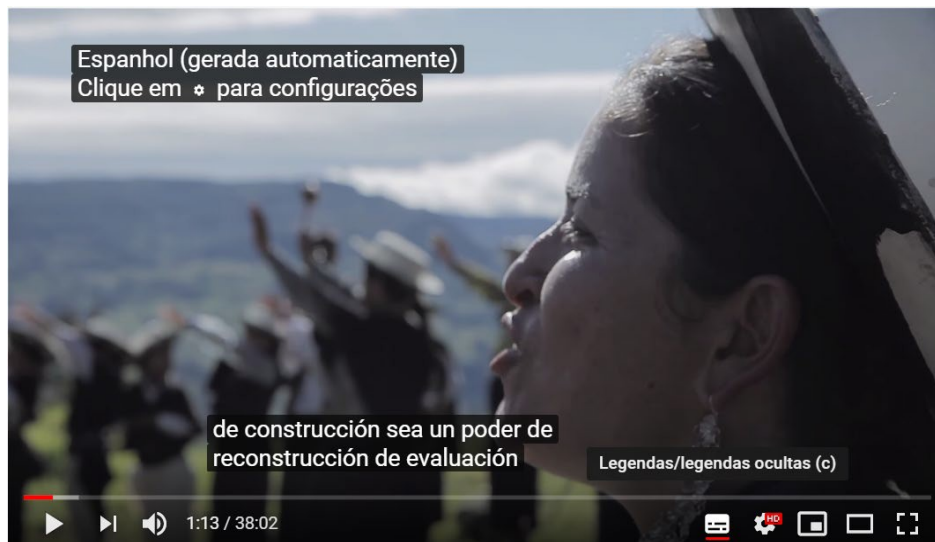 Espanhol (gerada automaticamente)
Clique em para configurações
de construcción sea un poder de
reconstrucción de evaluación
Legendas/legendas ocultas (c)
1:13 / 38:02
HD